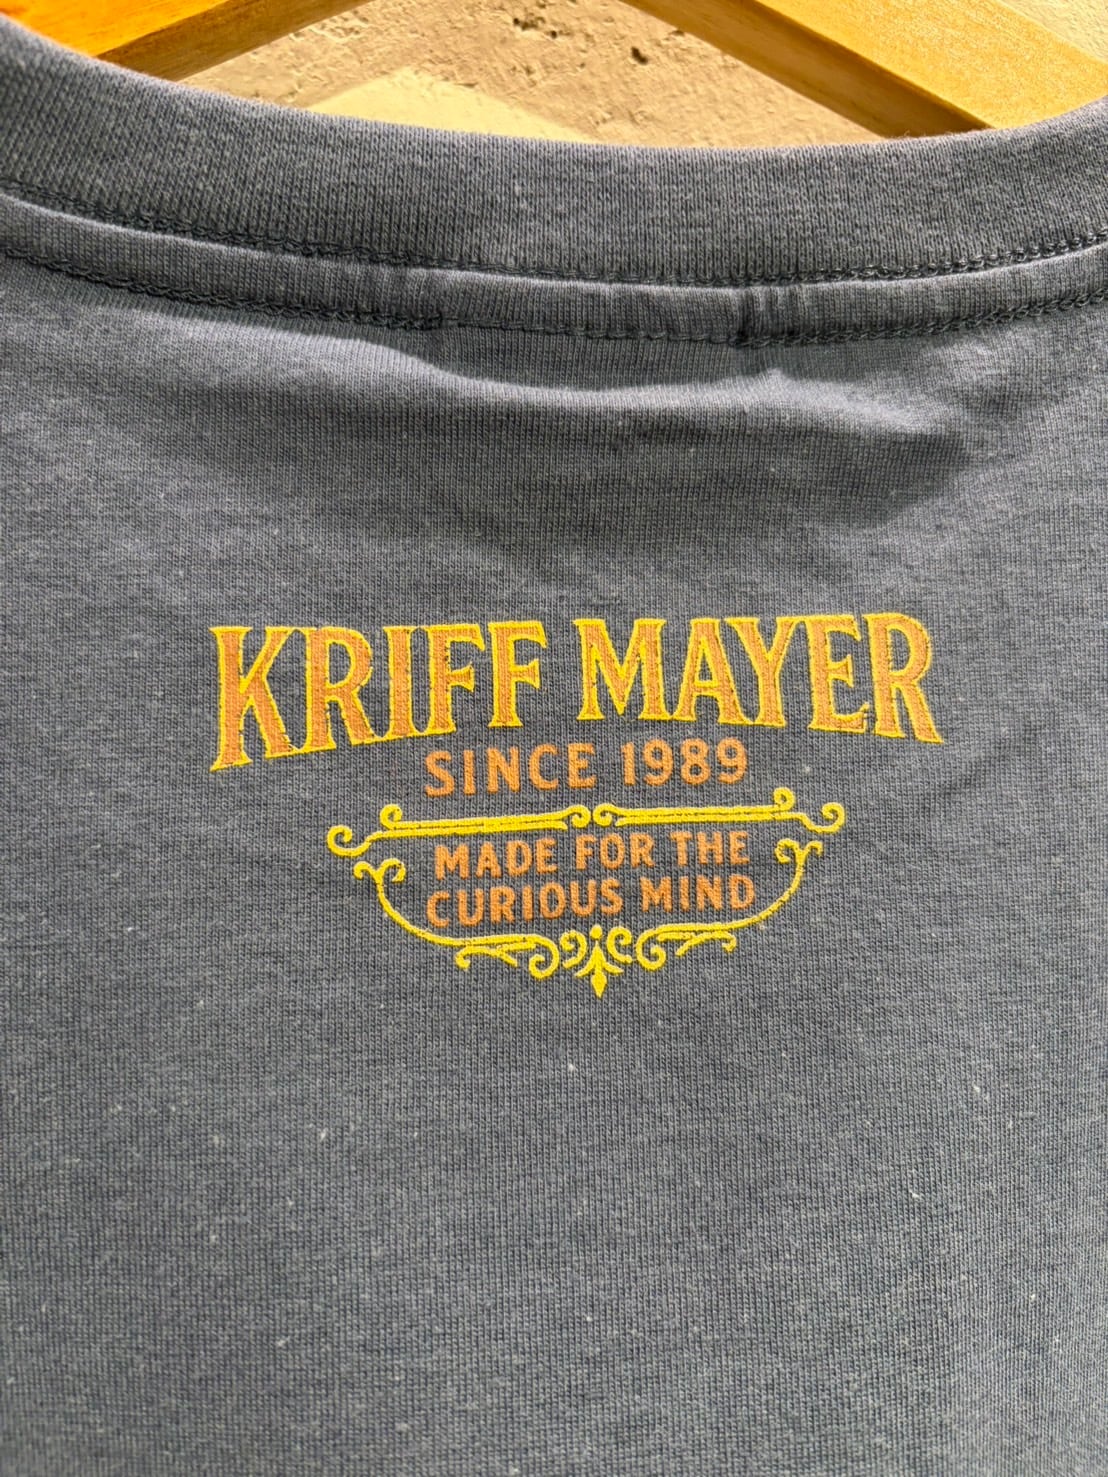 KRIFF MAYER
SINCE 1989
MADE FOR THE
CURIOUS MIND